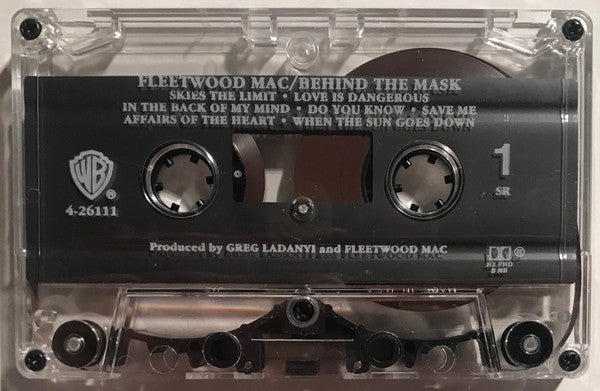 FLEETWOOD MAC/BEHIND THE MASK
SKIES THE LIMIT • LOVE IS DANGEROUS
IN THE BACK OF MY MIND • DO YOU KNOW • SAVE ME
AFFAIRS OF THE HEART • WHEN THE SUN GOES DOWN
WB
®
4-26111
1
SR
Produced by GREG LADANYI and FLEETWOOD MAC
HX PRO
B NR